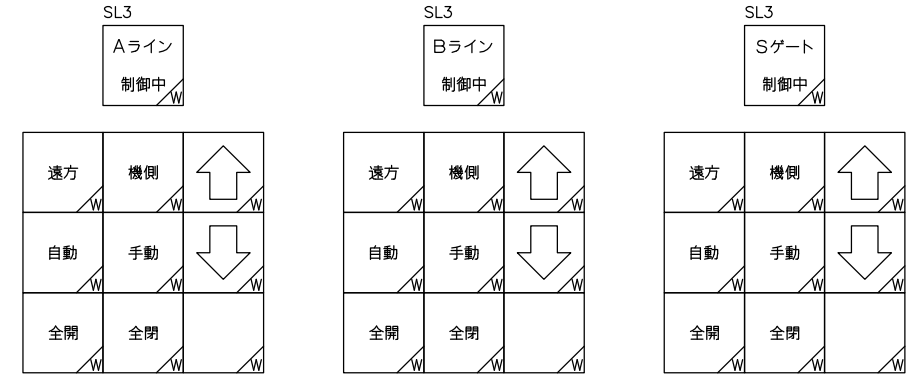 SL3 SL3 SL3
Aライン Bライン Sゲート
制御中 制御中 制御中
W W W
遠方 機側 遠方 機側 遠方 機側
W W W W W W W W W
自動 手動 自動 手動 自動 手動
W W W W W W W W W
全開 全閉 全開 全閉 全開 全閉
W W W W W W W W W